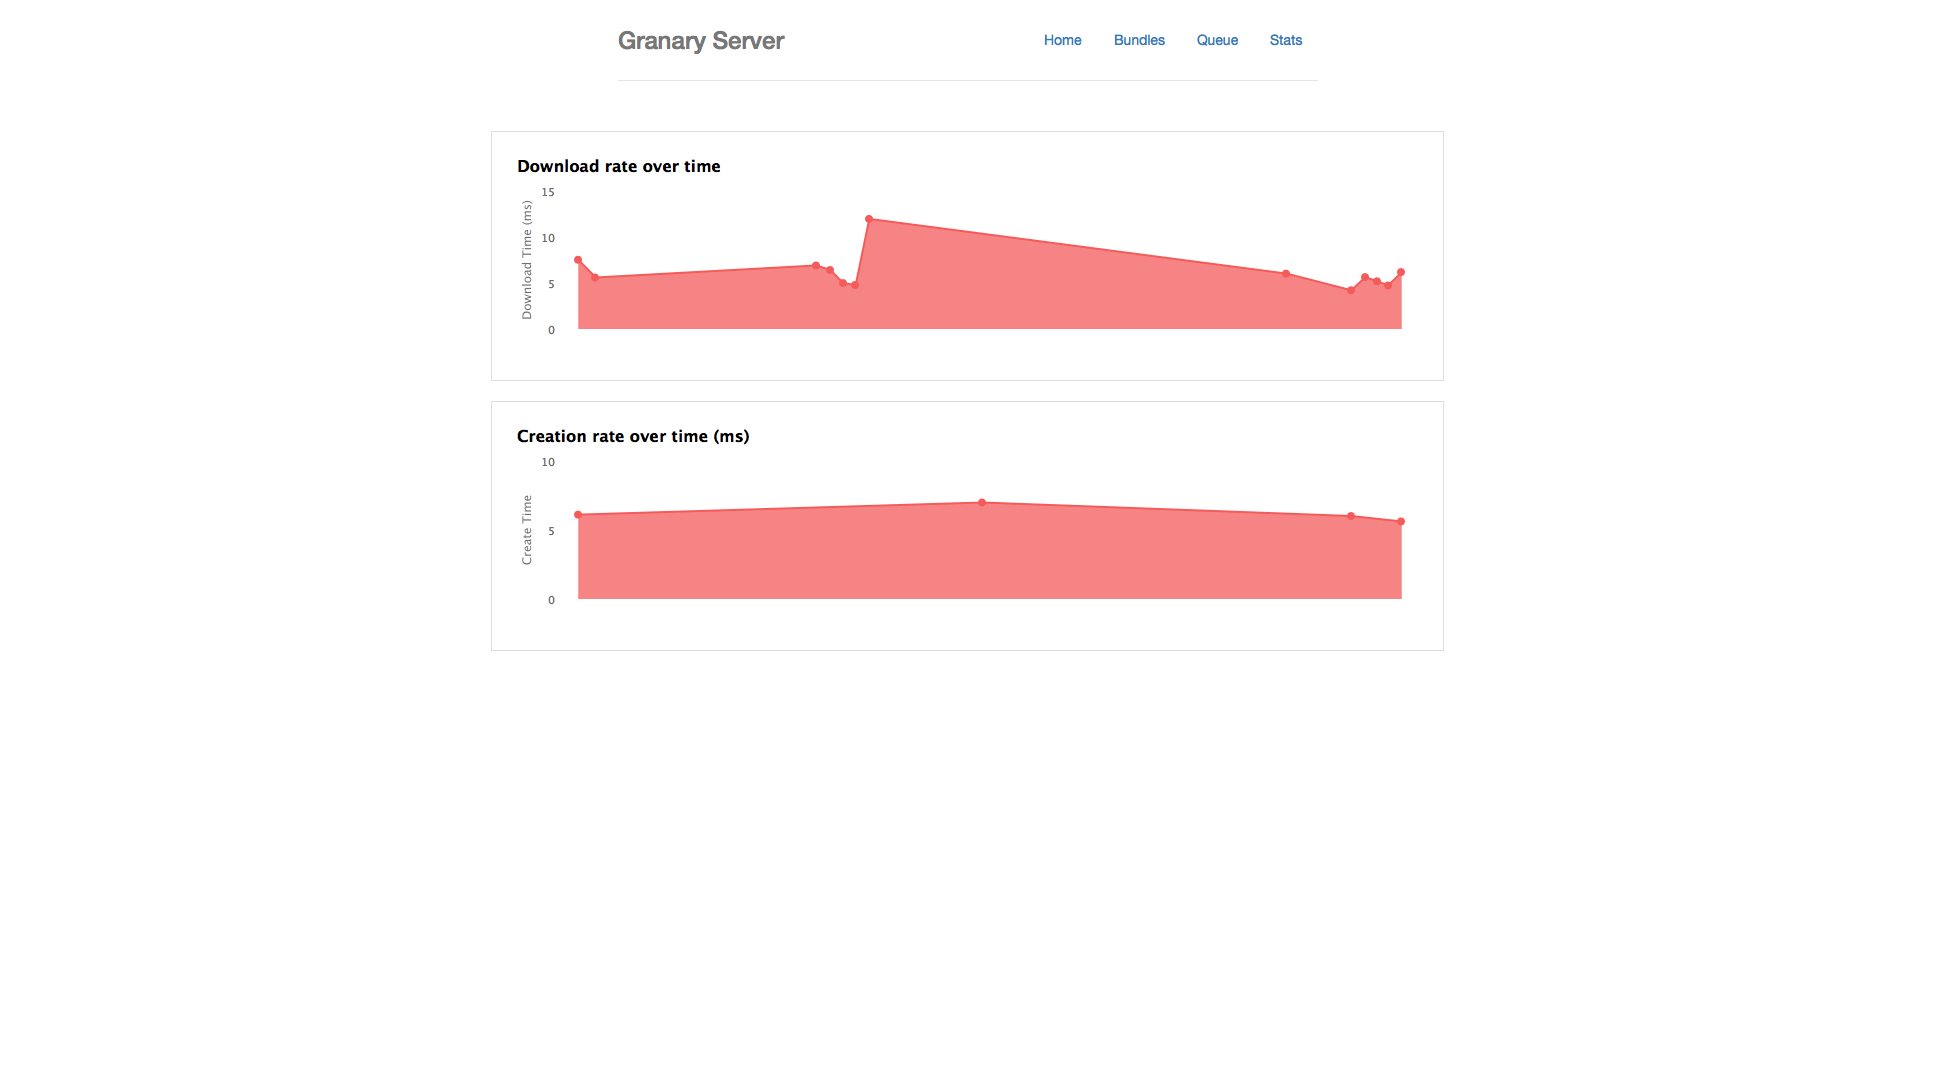 Granary Server
Home Bundles Queue Stats
Download rate over time
Download Time (ms)
15
10
5
0
Creation rate over time (ms)
Create Time
10
5
0